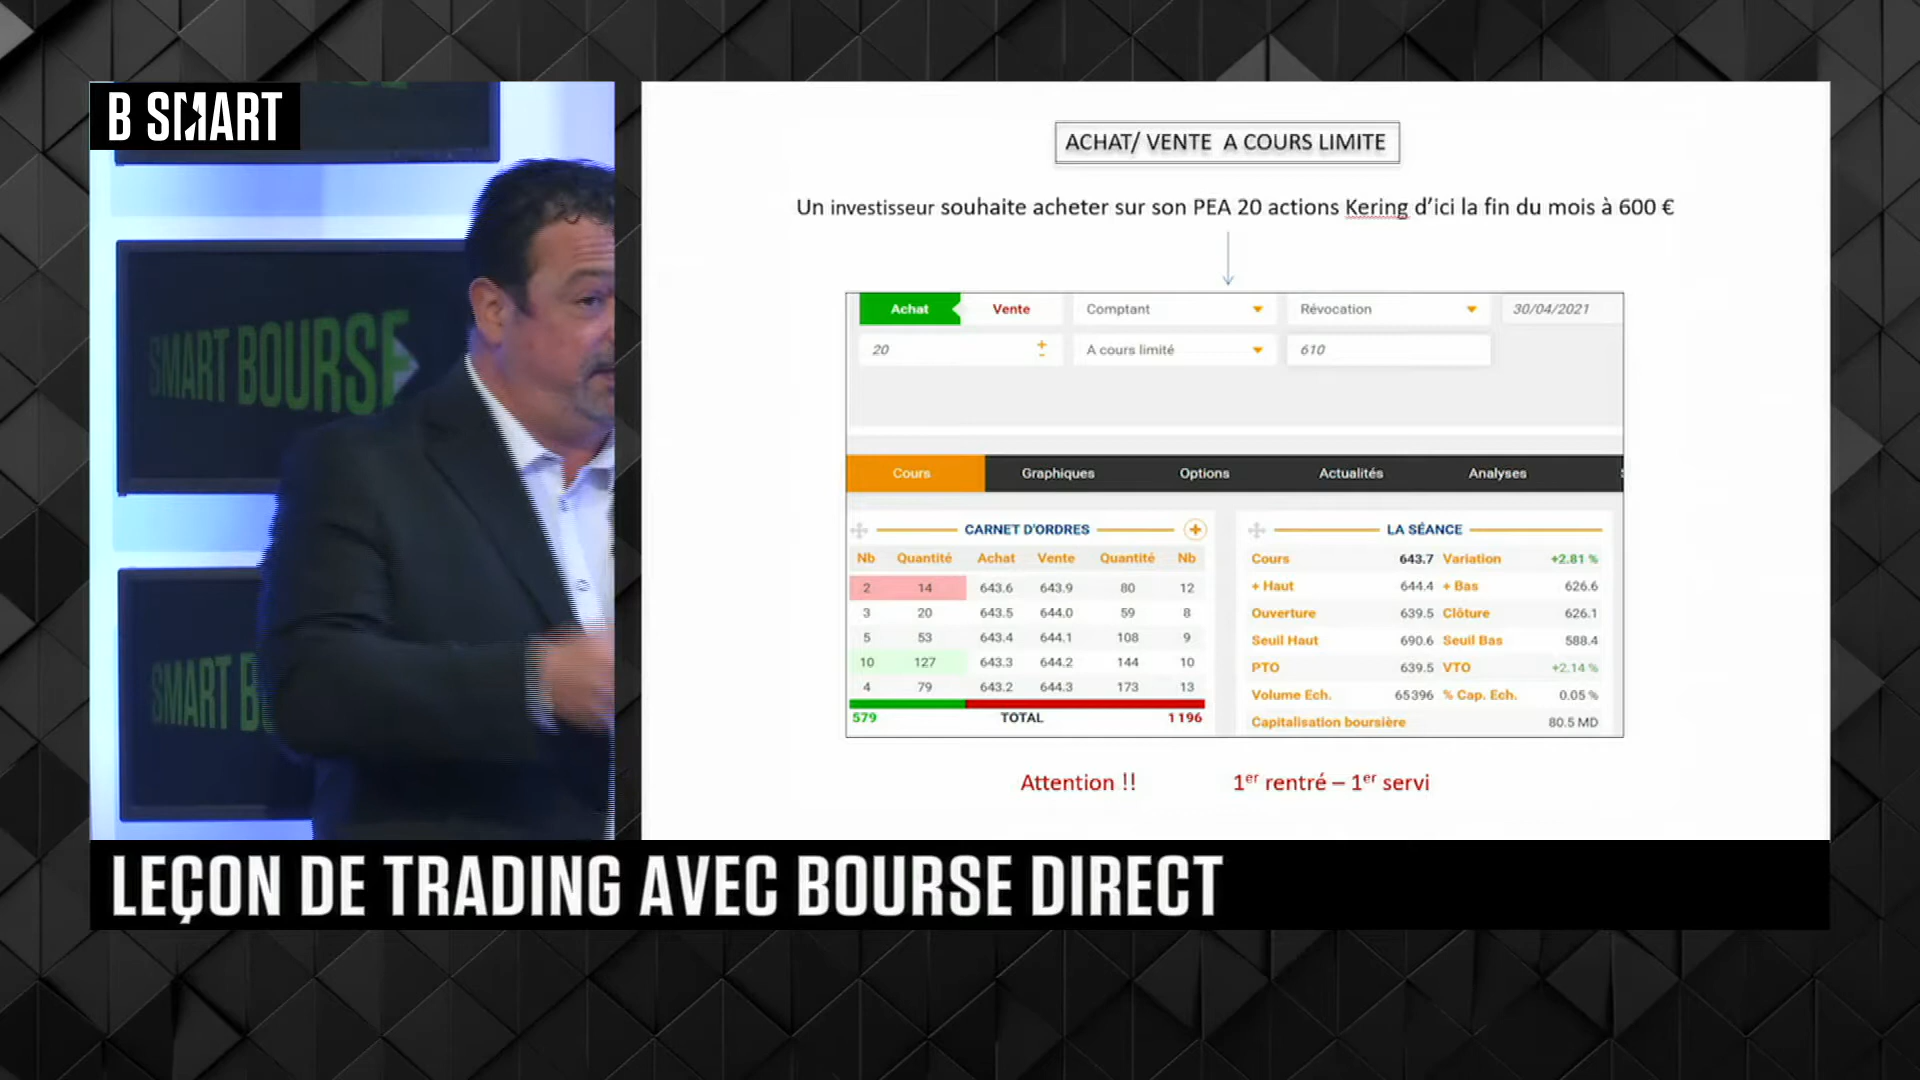 B SMART
SMART BOURSE
SMART B
ACHAT/ VENTE A COURS LIMITE
Un investisseur souhaite acheter sur son PEA 20 actions Kering d'ici la fin du mois à 600 €
Achat Vente Comptant Révocation 30/04/2021
20 + - A cours limité 610
Cours Graphiques Options Actualités Analyses
CARNET D'ORDRES
Nb Quantité Achat Vente Quantité Nb
2 14 643.6 643.9 80 12
3 20 643.5 644.0 59 8
5 53 643.4 644.1 108 9
10 127 643.3 644.2 144 10
4 79 643.2 644.3 173 13
579 TOTAL 1 196
LA SÉANCE
Cours 643.7 Variation +2.81 %
+ Haut 644.4 + Bas 626.6
Ouverture 639.5 Clôture 626.1
Seuil Haut 690.6 Seuil Bas 588.4
PTO 639.5 VTO +2.14 %
Volume Ech. 65 396 % Cap. Ech. 0.05 %
Capitalisation boursière 80.5 MD
Attention !! 1er rentré – 1er servi
LEÇON DE TRADING AVEC BOURSE DIRECT